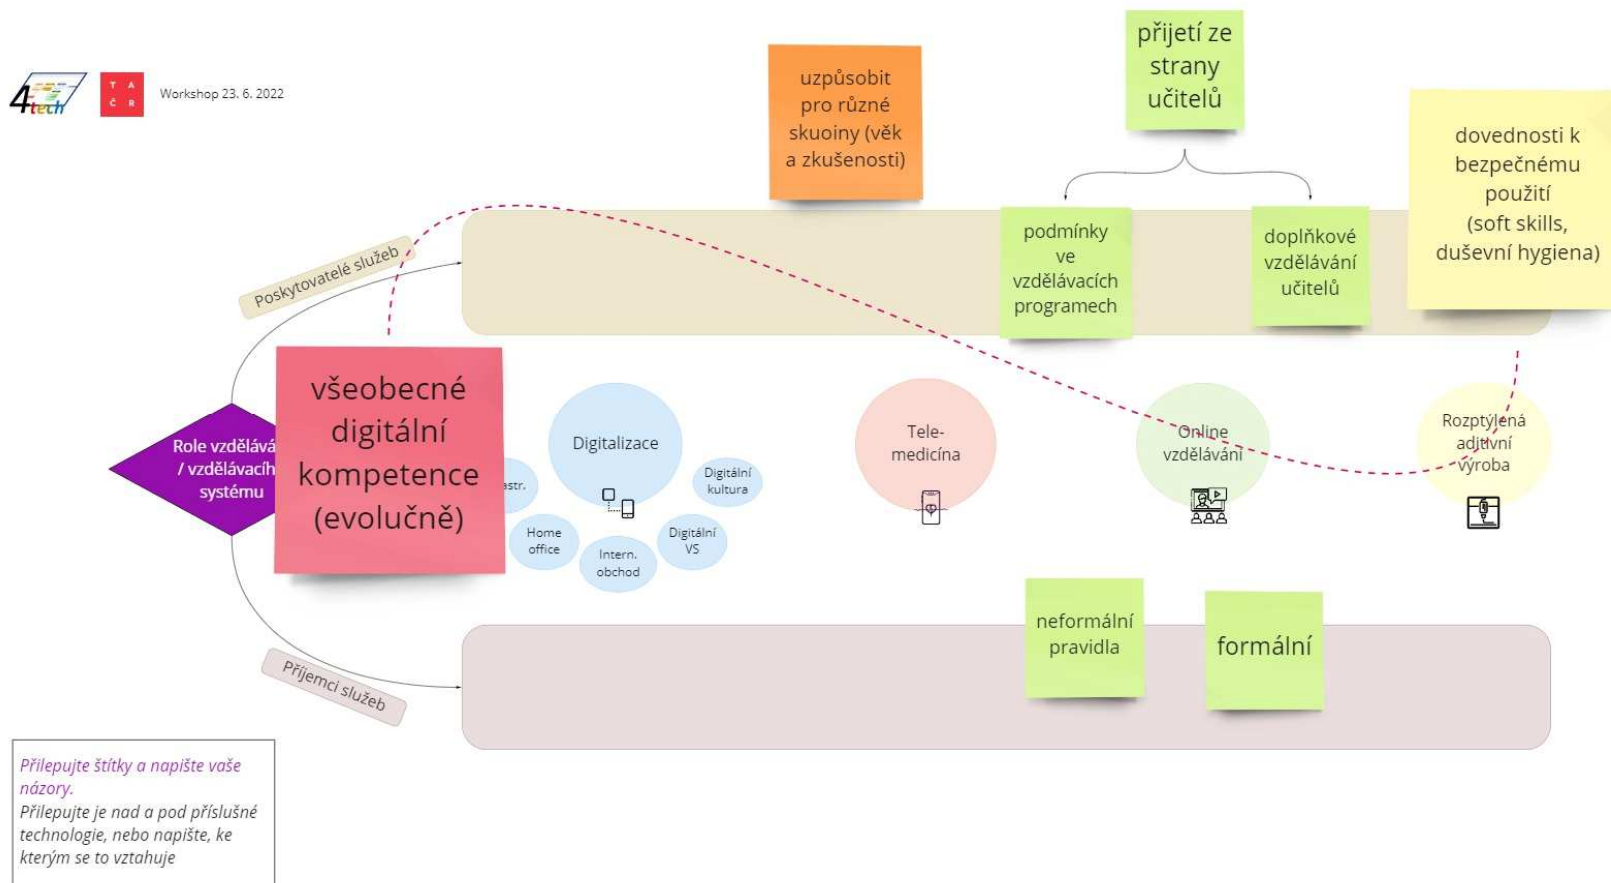 4tech
T A
Č R
Workshop 23. 6. 2022
uzpůsobit
pro různé
skuoiny (věk
a zkušenosti)
přijetí ze
strany
učitelů
dovednosti k
bezpečnému
použití
(soft skills,
duševní hygiena)
podmínky
ve
vzdělávacích
programech
doplňkové
vzdělávání
učitelů
Poskytovatelé služeb
Role vzdělává
/ vzdělávacíh
systému
všeobecné
digitální
kompetence
(evolučně)
Digitalizace
astr.
Home
office
Intern.
obchod
Digitální
VS
Digitální
kultura
Tele-
medicína
Online
vzdělávání
Rozptýlená
aditivní
výroba
neformální
pravidla
formální
Příjemci služeb
Přilepujte štítky a napište vaše
názory.
Přilepujte je nad a pod příslušné
technologie, nebo napište, ke
kterým se to vztahuje